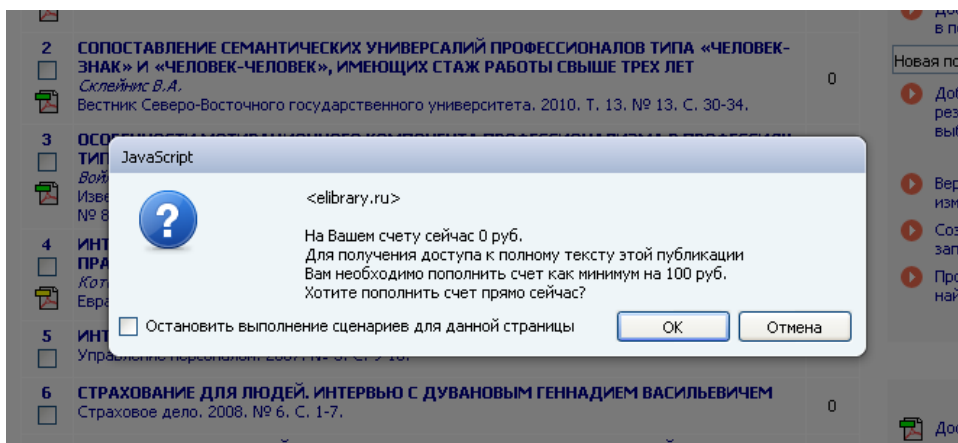 2 СОПОСТАВЛЕНИЕ СЕМАНТИЧЕСКИХ УНИВЕРСАЛИЙ ПРОФЕССИОНАЛОВ ТИПА «ЧЕЛОВЕК-
ЗНАК» И «ЧЕЛОВЕК-ЧЕЛОВЕК», ИМЕЮЩИХ СТАЖ РАБОТЫ СВЫШЕ ТРЕХ ЛЕТ
0
Склейнис В.А.
Вестник Северо-Восточного государственного университета. 2010. Т. 13. № 13. С. 30-34.
3
JavaScript
<elibrary.ru>
На Вашем счету сейчас 0 руб.
Для получения доступа к полному тексту этой публикации
Вам необходимо пополнить счет как минимум на 100 руб.
Хотите пополнить счет прямо сейчас?
Остановить выполнение сценариев для данной страницы
OK
Отмена
№ 8
4
5
6 СТРАХОВАНИЕ ДЛЯ ЛЮДЕЙ. ИНТЕРВЬЮ С ДУВАНОВЫМ ГЕННАДИЕМ ВАСИЛЬЕВИЧЕМ
Страховое дело. 2008. № 6. С. 1-7.
0
Новая